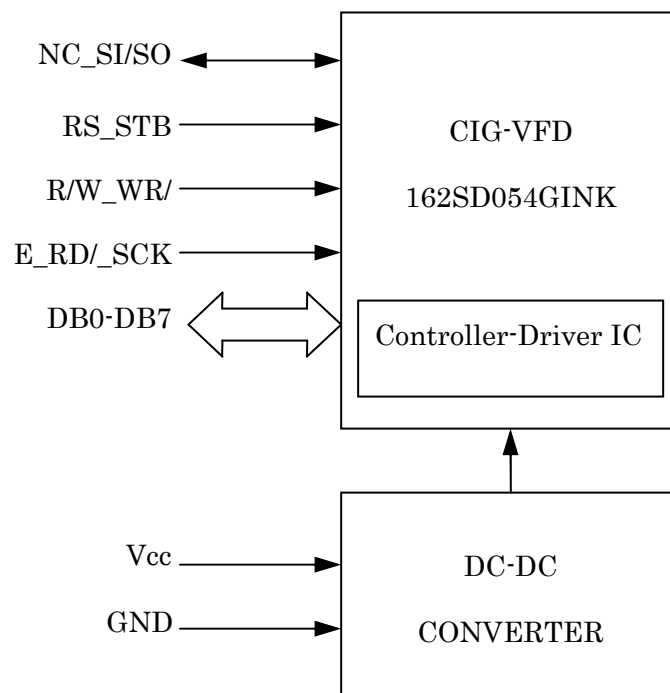 NC_SI/SO
RS_STB
R/W_WR/
E_RD/_SCK
DB0-DB7
CIG-VFD
162SD054GINK
Controller-Driver IC
Vcc
GND
DC-DC
CONVERTER